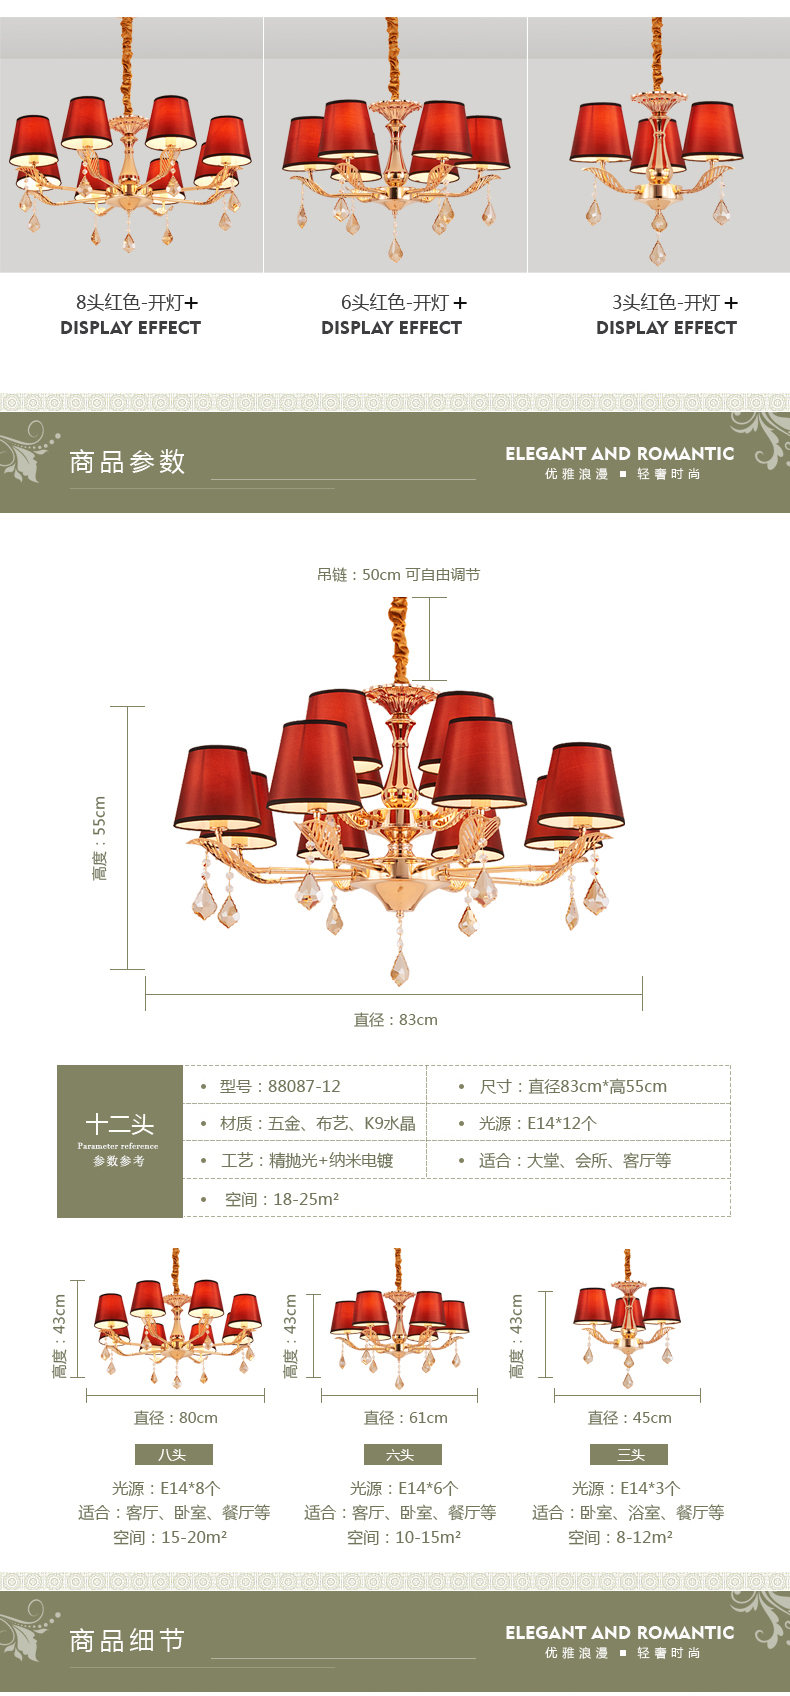 8头红色-开灯+
DISPLAY EFFECT
6头红色-开灯+
DISPLAY EFFECT
3头红色-开灯+
DISPLAY EFFECT
商品参数
ELEGANT AND ROMANTIC
优雅浪漫 ■ 轻奢时尚
吊链：50cm 可自由调节
高度：55cm
直径：83cm
十二头
Parameter reference
参数参考
• 型号：88087-12
• 尺寸：直径83cm*高55cm
• 材质：五金、布艺、K9水晶
• 光源：E14*12个
• 工艺：精抛光+纳米电镀
• 适合：大堂、会所、客厅等
• 空间：18-25m²
高度：43cm
直径：80cm
八头
光源：E14*8个
适合：客厅、卧室、餐厅等
空间：15-20m²
高度：43cm
直径：61cm
六头
光源：E14*6个
适合：客厅、卧室、餐厅等
空间：10-15m²
高度：43cm
直径：45cm
三头
光源：E14*3个
适合：卧室、浴室、餐厅等
空间：8-12m²
商品细节
ELEGANT AND ROMANTIC
优雅浪漫 ■ 轻奢时尚